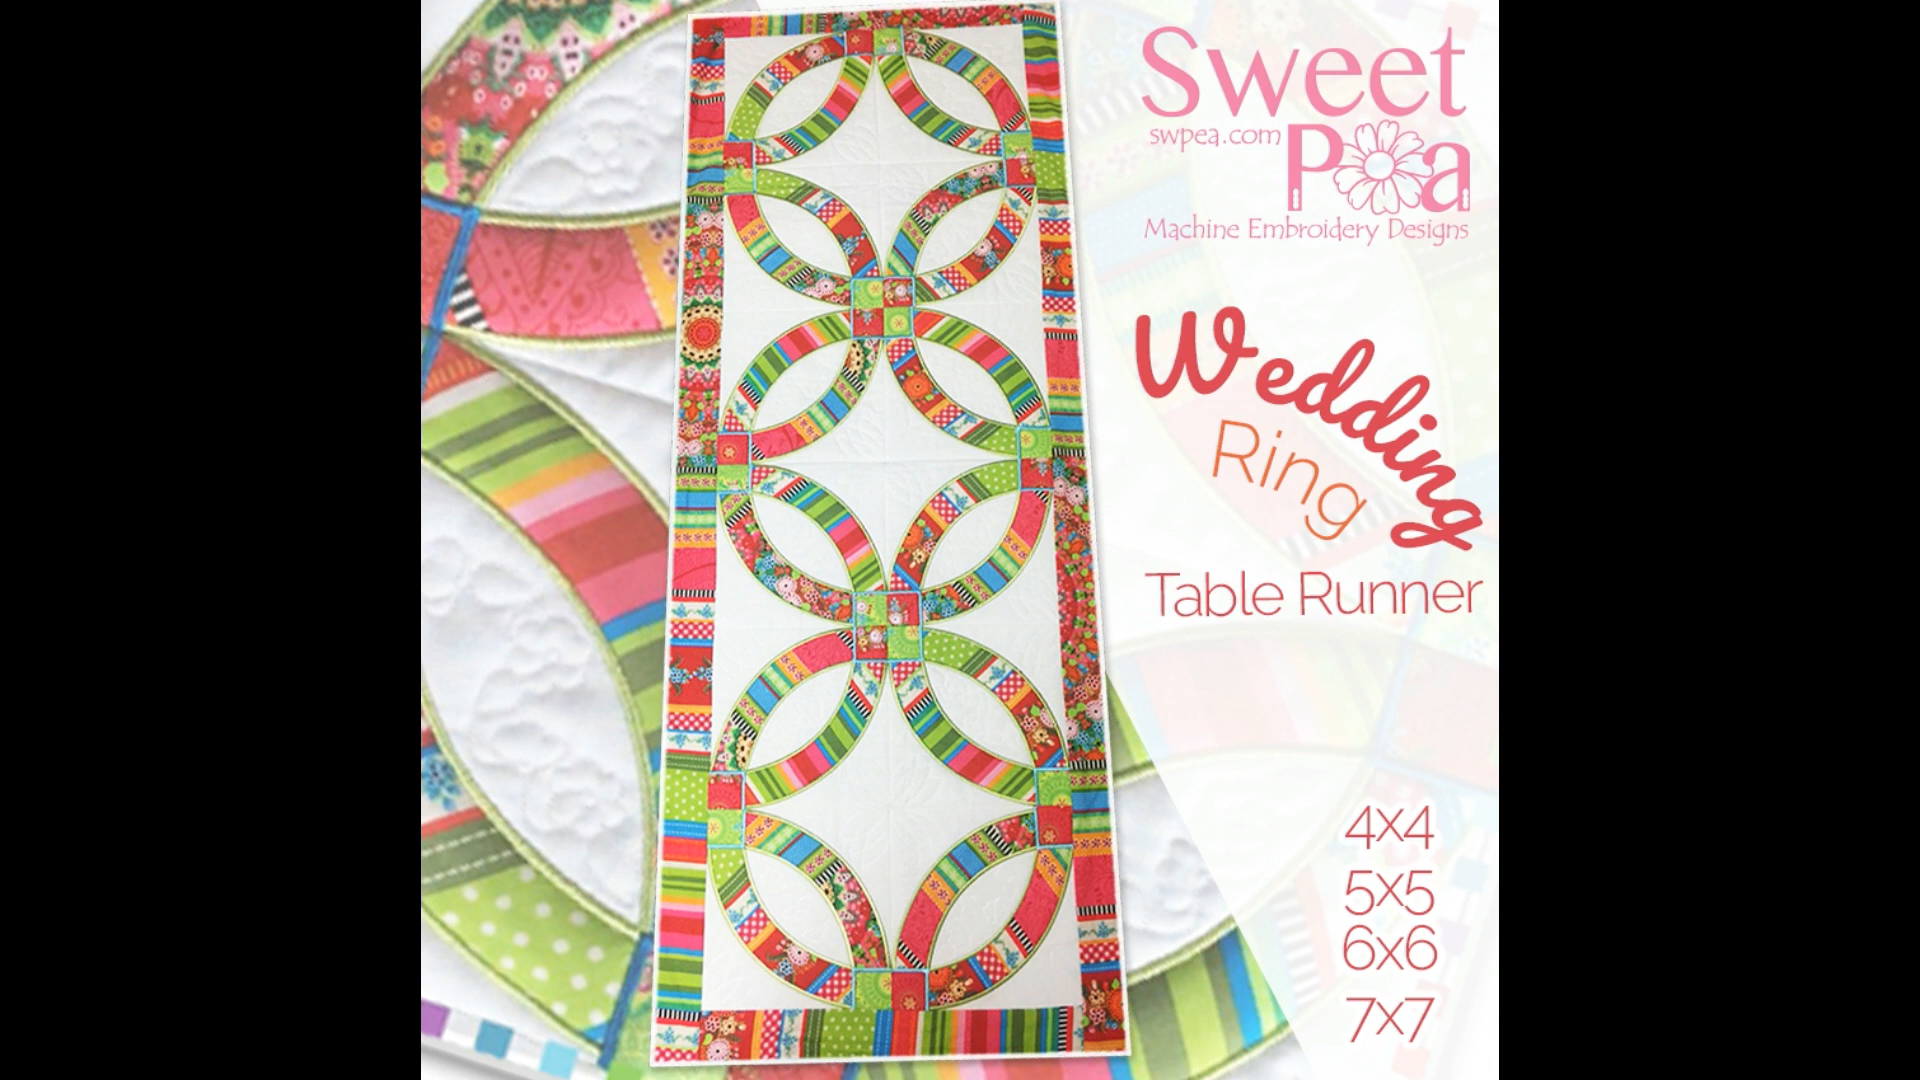 Sweet
swpea.com
Pea
Machine Embroidery Designs
Wedding
Ring
Table Runner
4x4
5x5
6x6
7x7